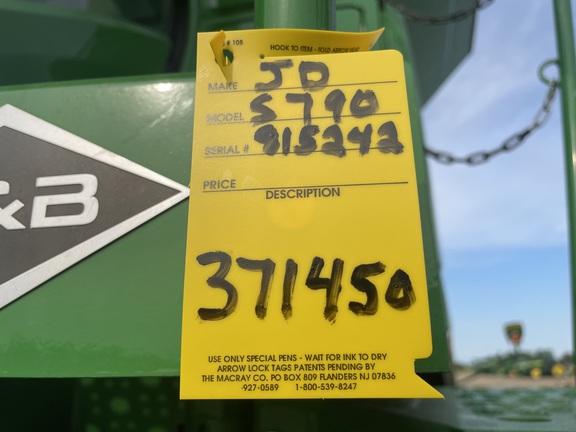 # 108 HOOK TO ITEM - FOLD ARROW
MAKE JD
MODEL S790
SERIAL # 915242
PRICE
DESCRIPTION
371450
USE ONLY SPECIAL PENS - WAIT FOR INK TO DRY
ARROW LOCK TAGS PATENTS PENDING BY
THE MACRAY CO. PO BOX 809 FLANDERS NJ 07836
-927-0589 1-800-539-8247
&B